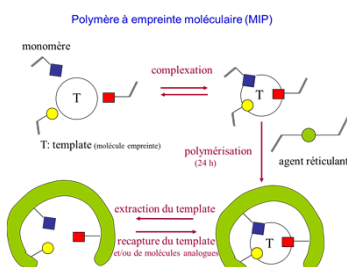 Polymère à empreinte moléculaire (MIP)
monomère
complexation
T
T
T: template (molécule empreinte)
polymérisation
(24 h)
agent réticulant
extraction du template
recapture du template
et/ou de molécules analogues
T